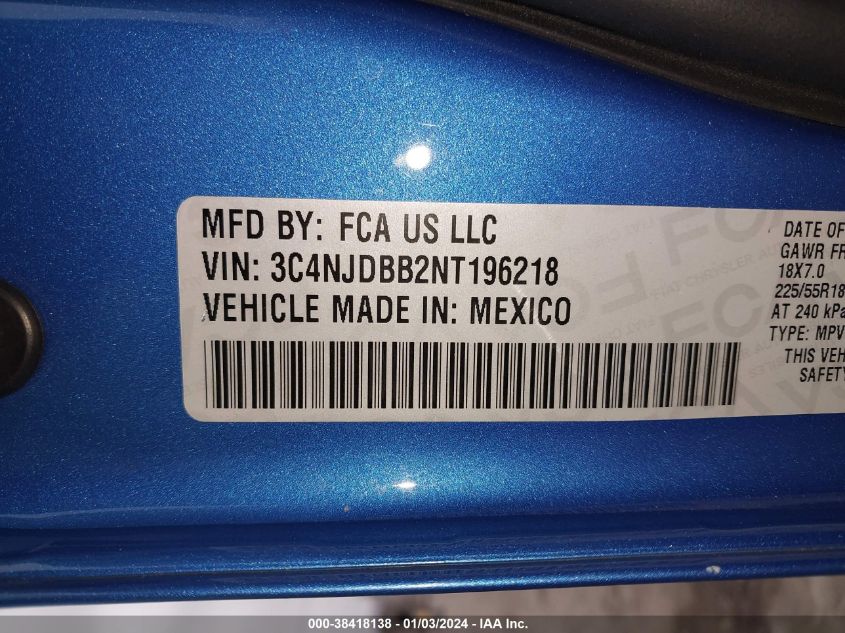 MFD BY: FCA US LLC
VIN: 3C4NJDBB2NT196218
VEHICLE MADE IN: MEXICO
DATE OF
GAWR FR
18X7.0
225/55R18
AT 240 kPa
TYPE: MPV
THIS VEH
SAFETY
000-38418138 - 01/03/2024 - IAA Inc.